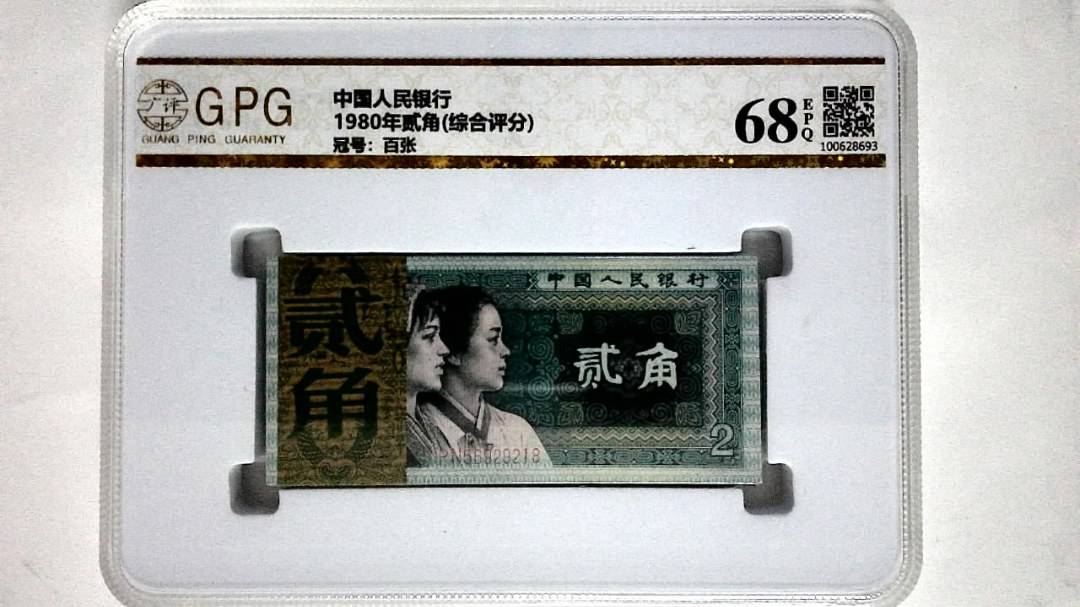 广评
GUANG PING GUARANTY
GPG
中国人民银行
1980年贰角(综合评分)
冠号：百张
68
EPQ
100628693
贰角
中国人民银行
贰角
2